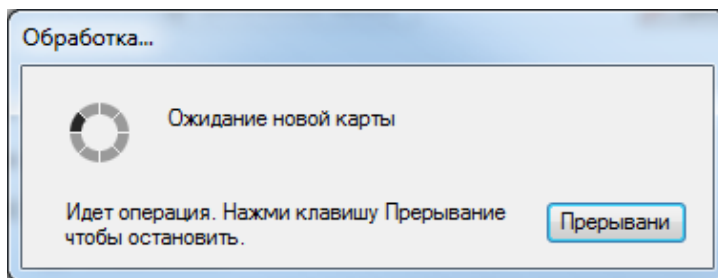 Обработка...
Ожидание новой карты
Идет операция. Нажми клавишу Прерывание
чтобы остановить.
Прерывани